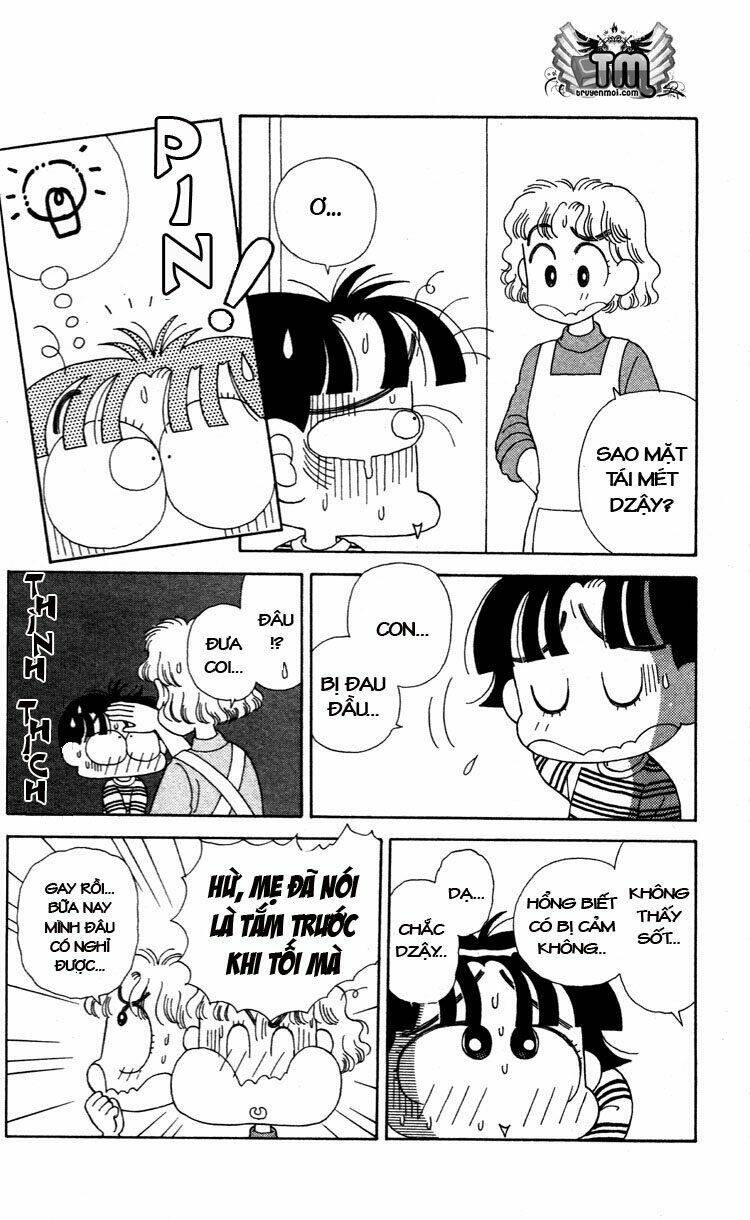 TM
truyenmoi.com
Ơ...
SAO MẶT
TÁI MÉT
DZẬY?
PIN!
CON...
BỊ ĐAU
ĐẦU...
ĐÂU
!?
ĐƯA
COI...
THÌNH THỊCH
KHÔNG
THẤY
SỐT...
HỔNG BIẾT
CÓ BỊ CẢM
KHÔNG...
DẠ...
CHẮC
DZẬY..
HỪ, MẸ ĐÃ NÓI
LÀ TẮM TRƯỚC
KHI TỐI MÀ
GAY RỒI...
BỮA NAY
MÌNH ĐÂU
CÓ NGHỈ
ĐƯỢC...